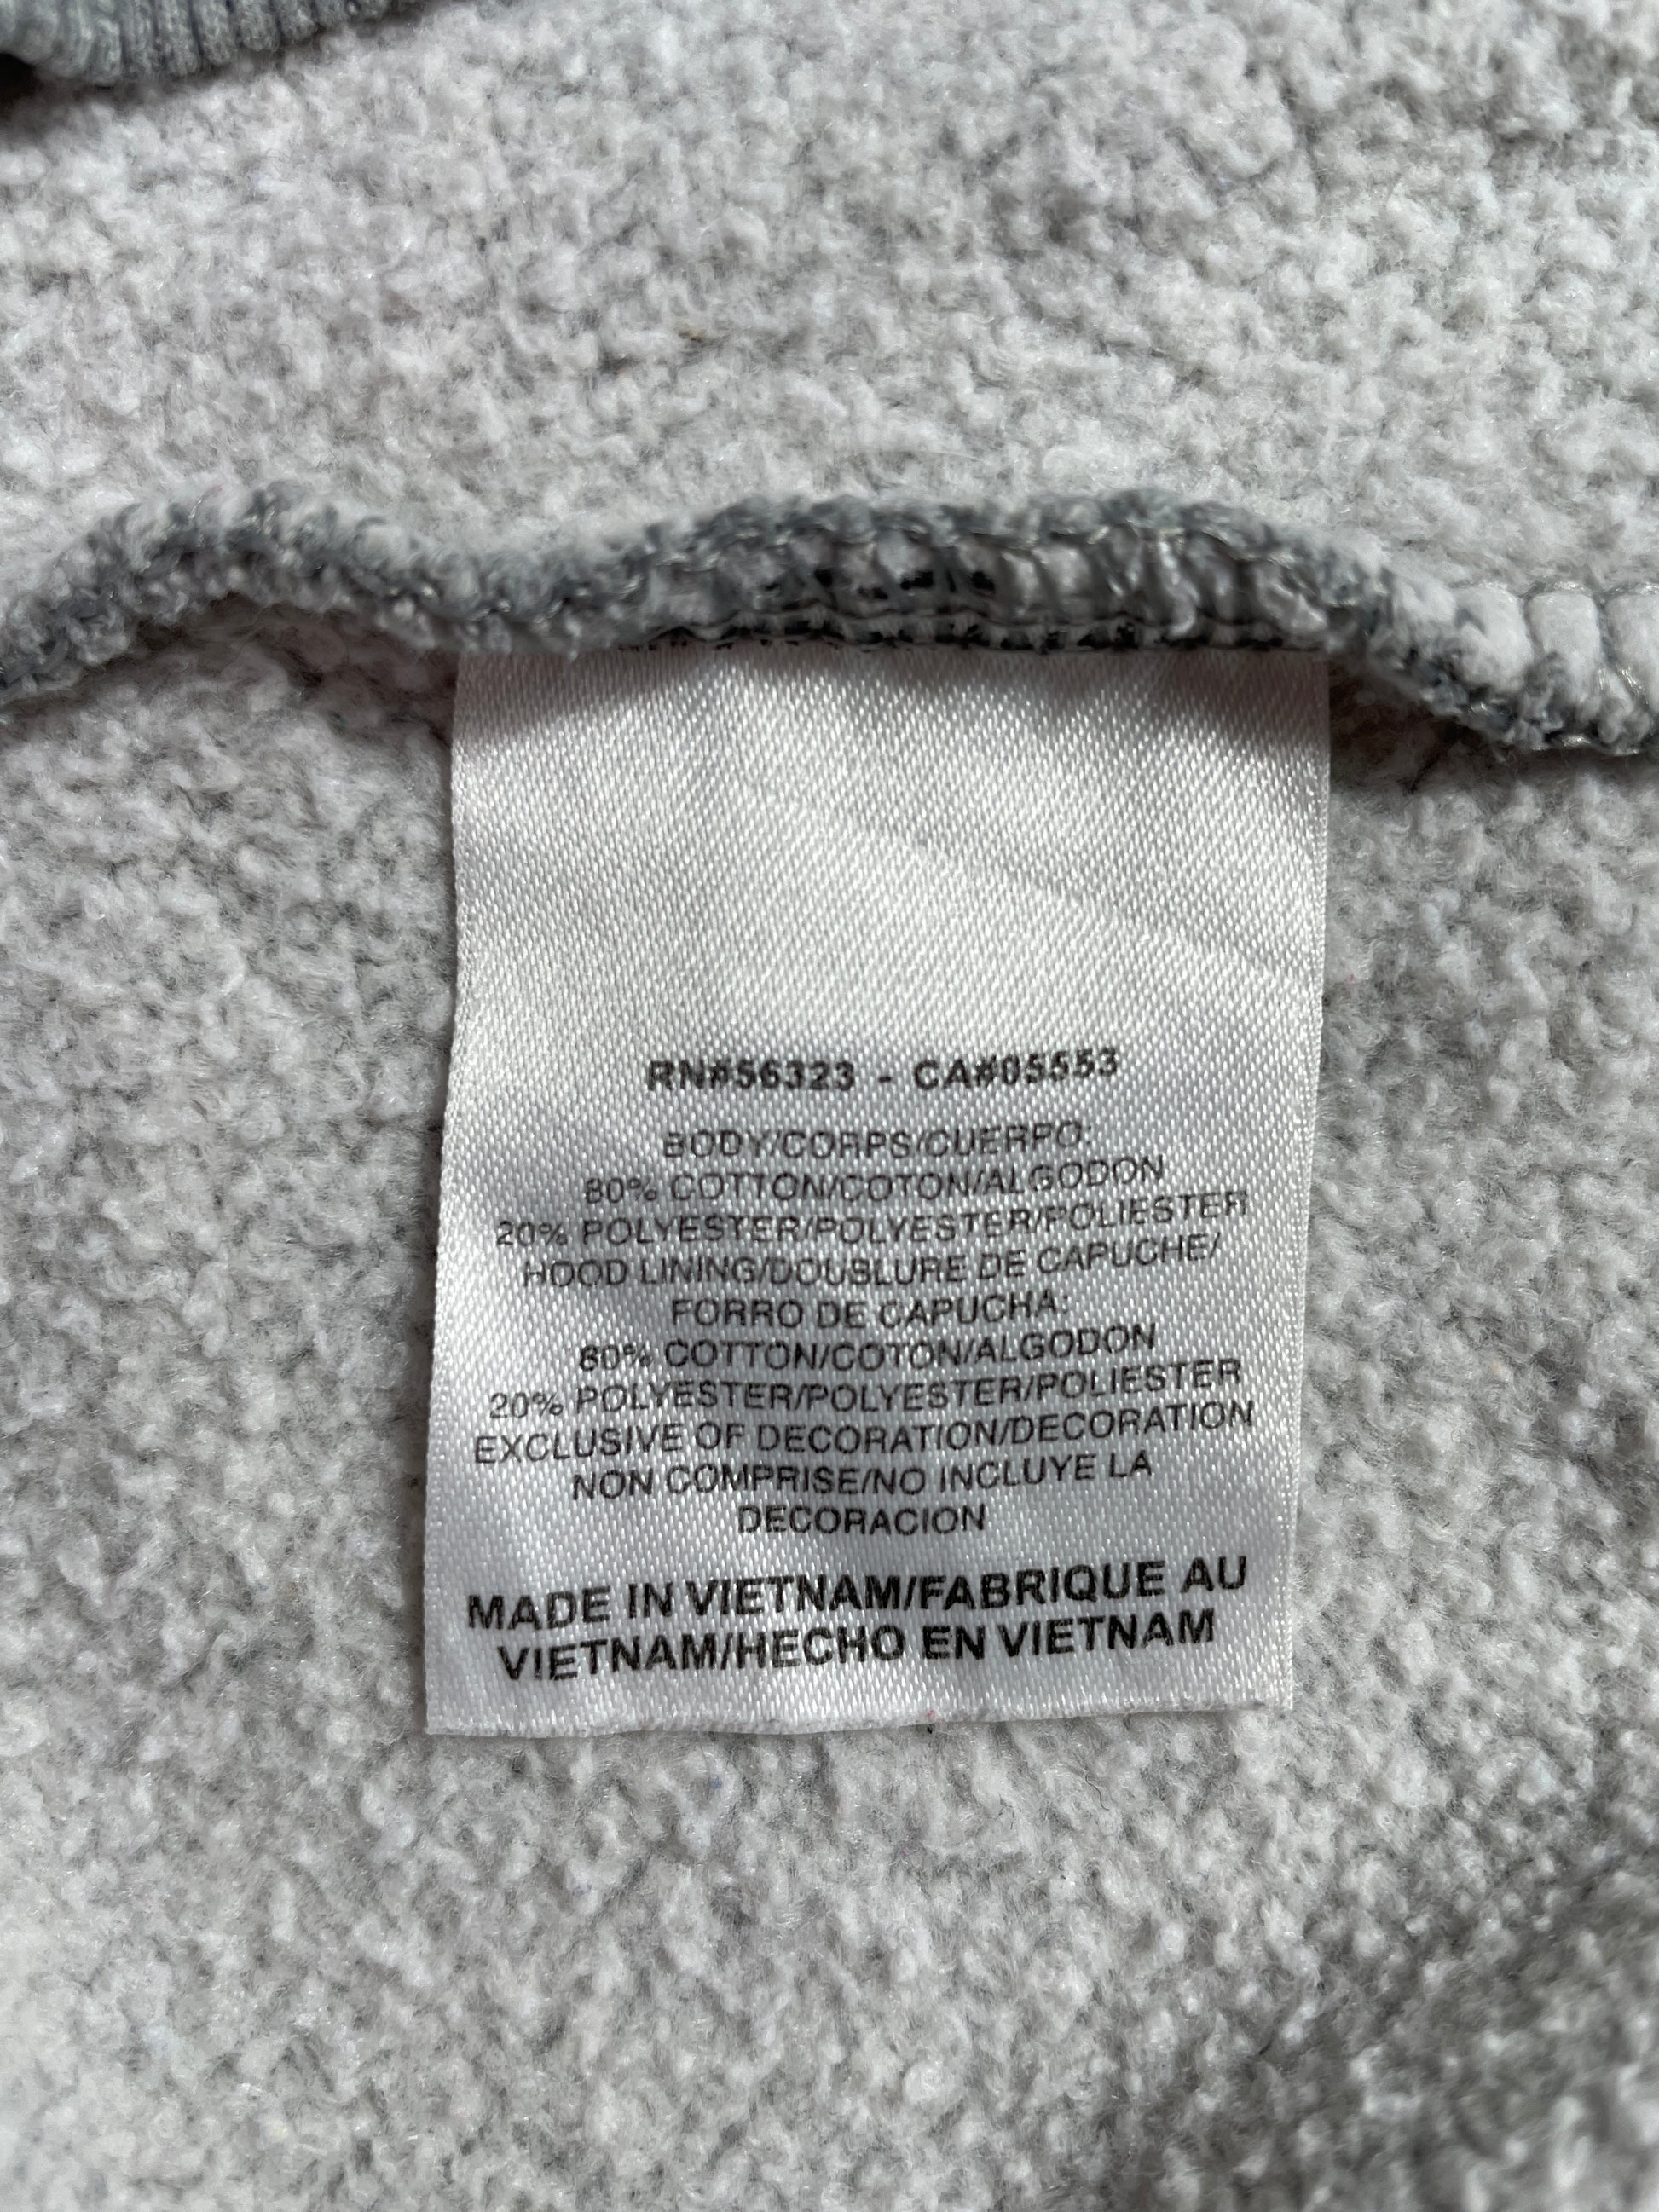 RN#56323 - CA#05553
BODY/CORPS/CUERPO:
80% COTTON/COTON/ALGODON
20% POLYESTER/POLYESTER/POLIESTER
HOOD LINING/DOUBLURE DE CAPUCHE/
FORRO DE CAPUCHA:
80% COTTON/COTON/ALGODON
20% POLYESTER/POLYESTER/POLIESTER
EXCLUSIVE OF DECORATION/DECORATION
NON COMPRISE/NO INCLUYE LA
DECORACION
MADE IN VIETNAM/FABRIQUE AU
VIETNAM/HECHO EN VIETNAM